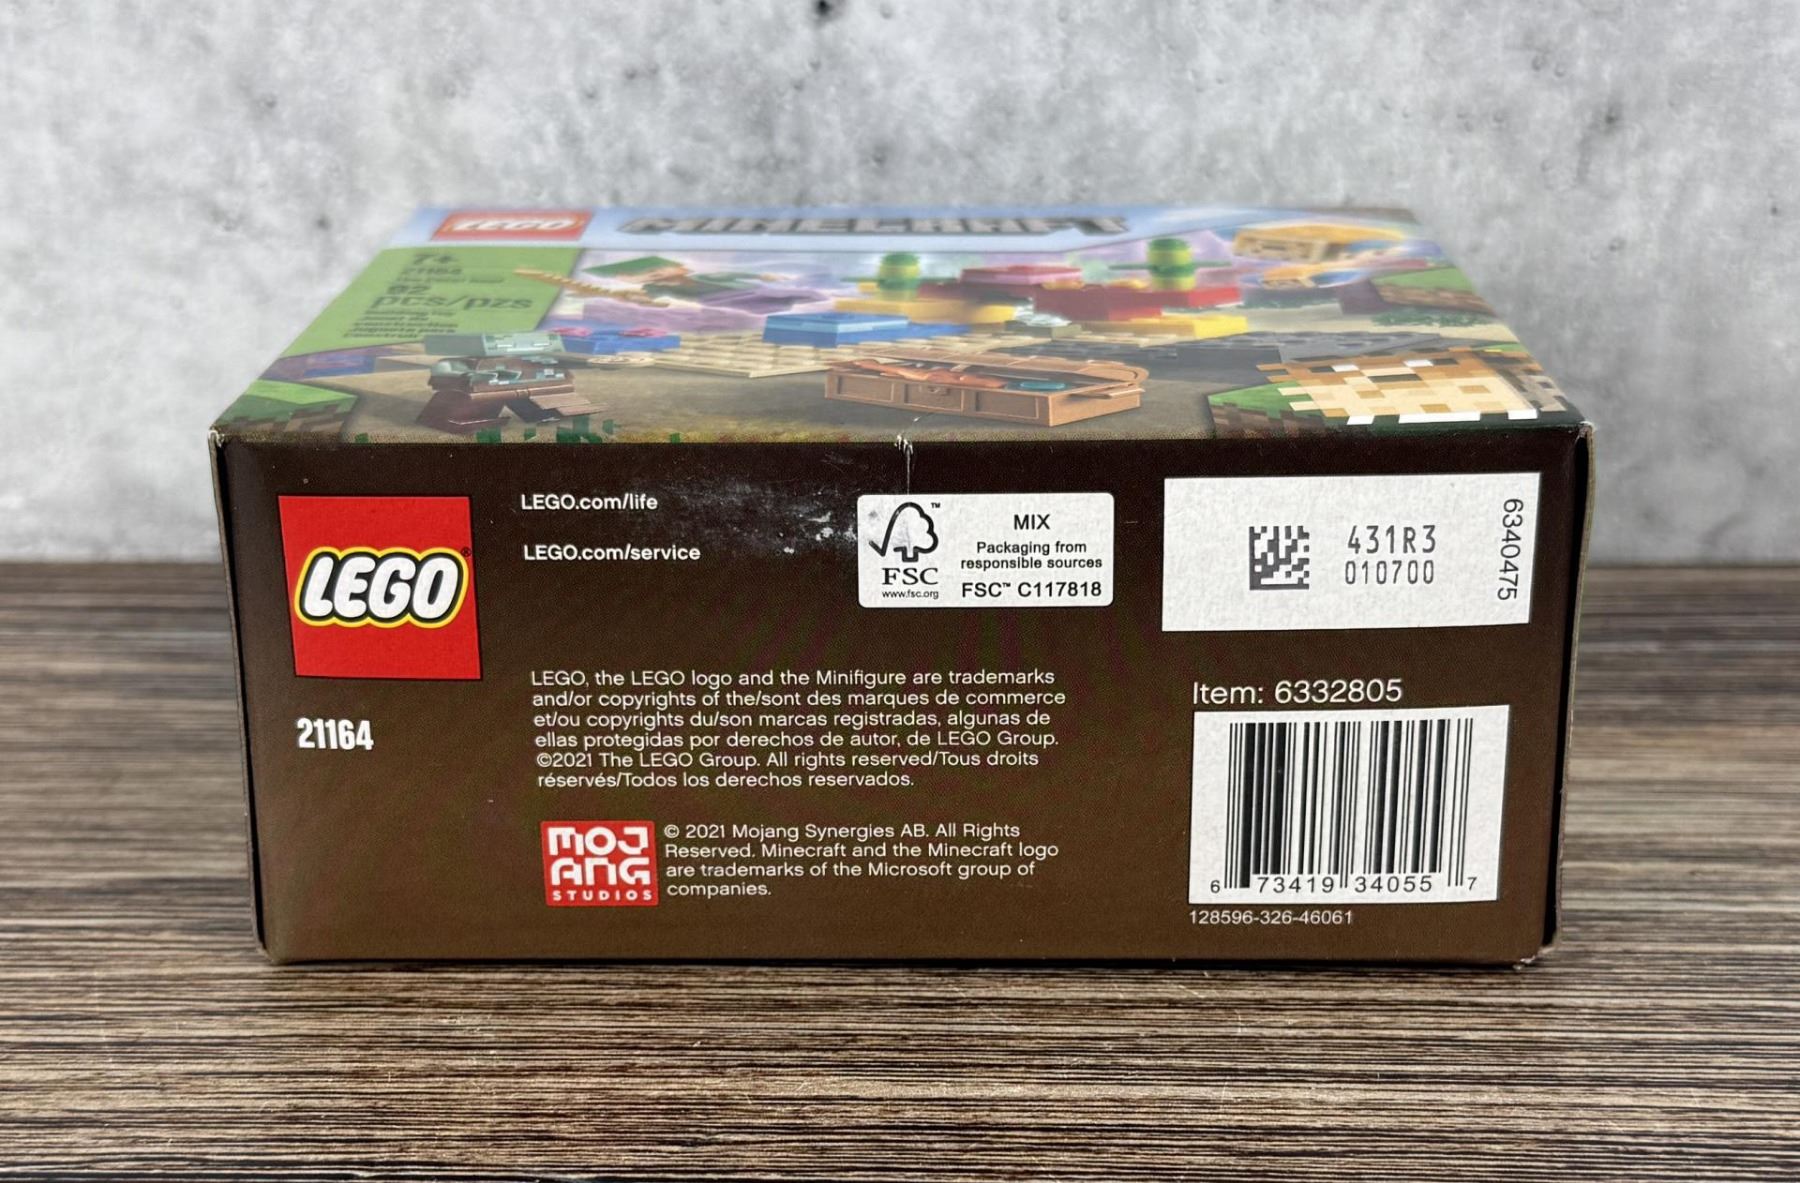 LEGO
MINECRAFT
7+
21164
92
pcs/pzs
LEGO
®
21164
LEGO.com/life
LEGO.com/service
FSC
™
www.fsc.org
MIX
Packaging from
responsible sources
FSC™ C117818
431R3
010700
6340475
LEGO, the LEGO logo and the Minifigure are trademarks
and/or copyrights of the/sont des marques de commerce
et/ou copyrights du/son marcas registradas, algunas de
ellas protegidas por derechos de autor, de LEGO Group.
©2021 The LEGO Group. All rights reserved/Tous droits
réservés/Todos los derechos reservados.
MOJ
ANG
STUDIOS
© 2021 Mojang Synergies AB. All Rights
Reserved. Minecraft and the Minecraft logo
are trademarks of the Microsoft group of
companies.
Item: 6332805
6 73419 34055 7
128596-326-46061